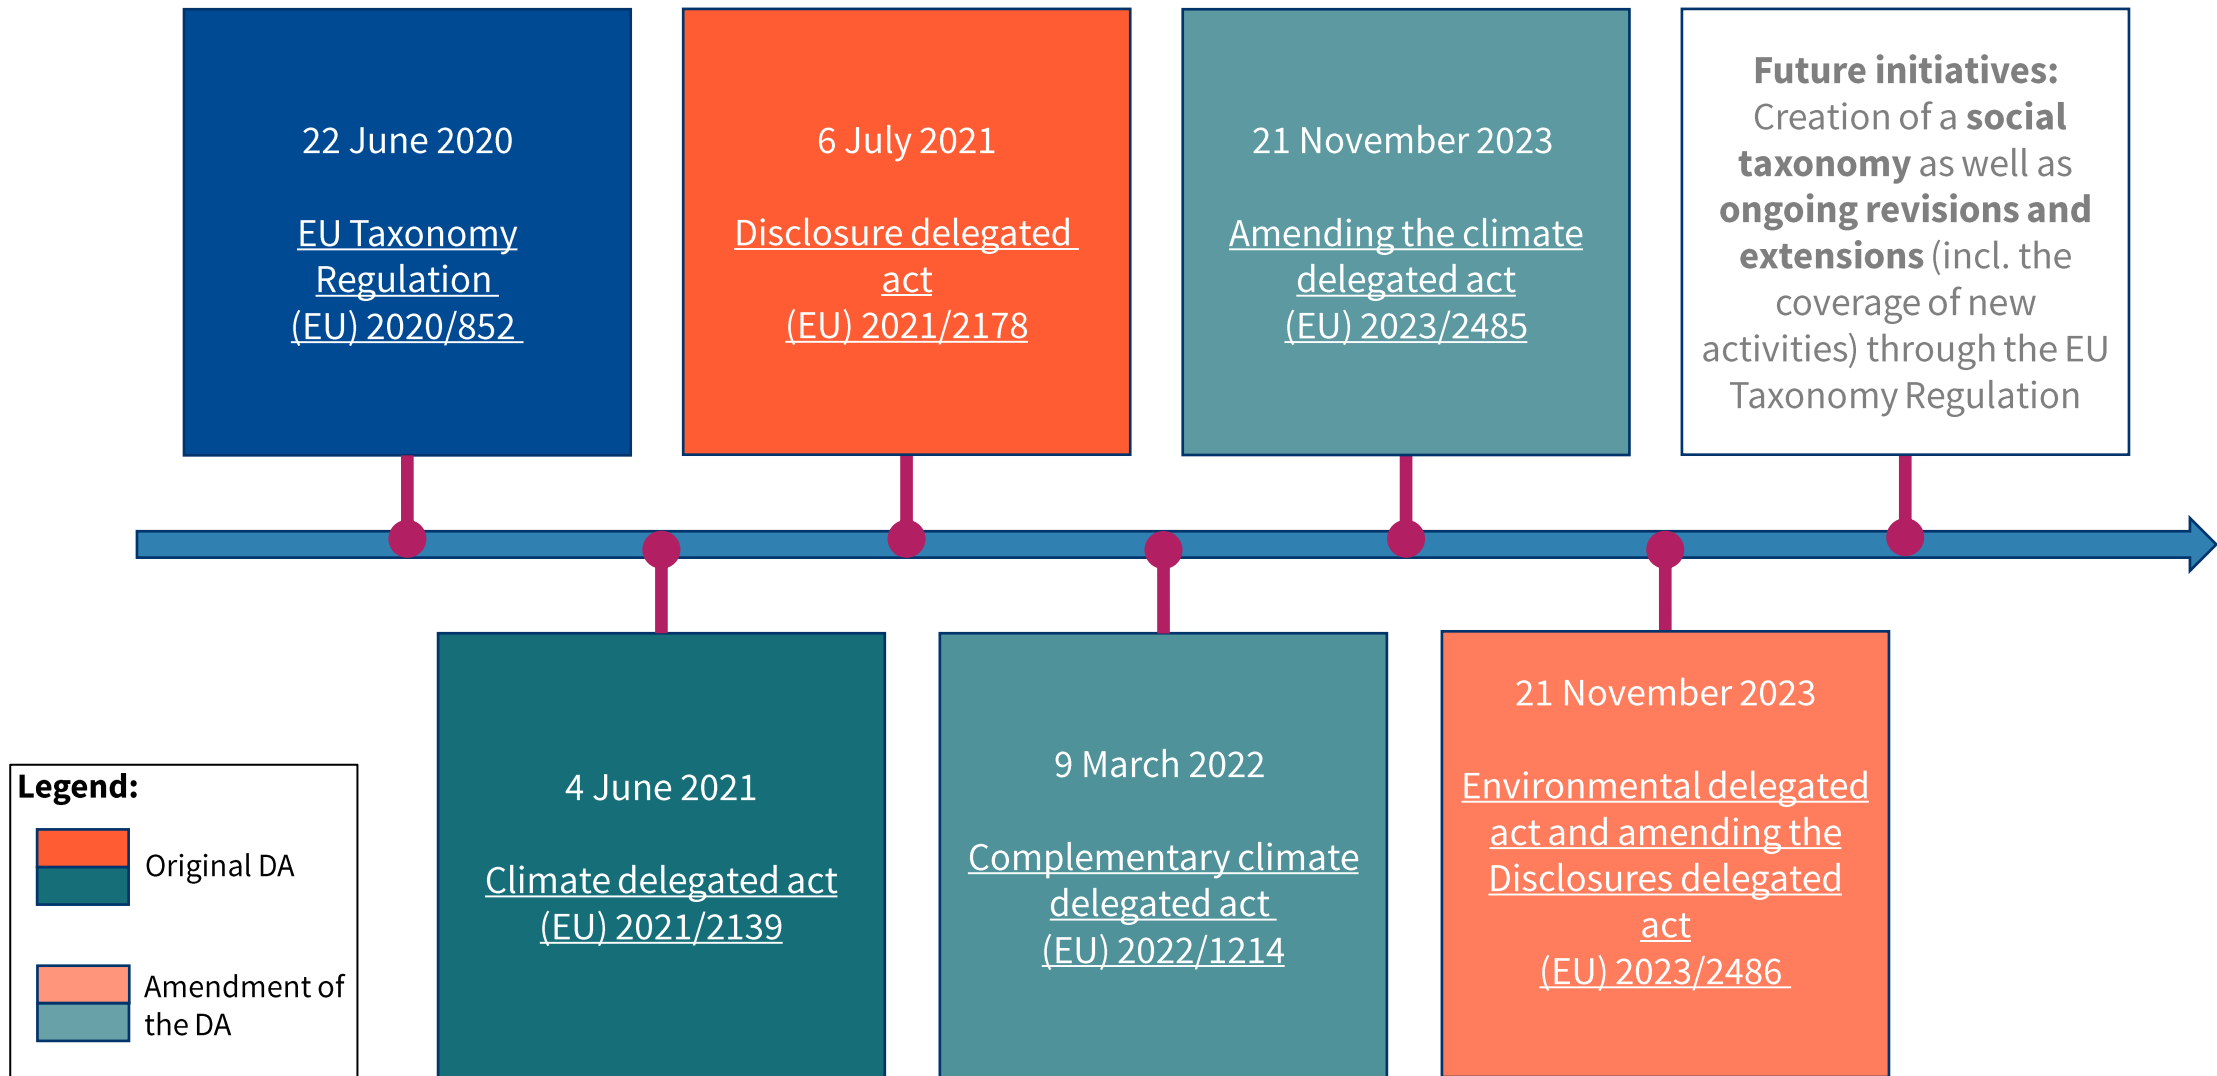 22 June 2020
EU Taxonomy
Regulation
(EU) 2020/852
6 July 2021
Disclosure delegated
act
(EU) 2021/2178
21 November 2023
Amending the climate
delegated act
(EU) 2023/2485
Future initiatives:
Creation of a social
taxonomy as well as
ongoing revisions and
extensions (incl. the
coverage of new
activities) through the EU
Taxonomy Regulation
4 June 2021
Climate delegated act
(EU) 2021/2139
9 March 2022
Complementary climate
delegated act
(EU) 2022/1214
21 November 2023
Environmental delegated
act and amending the
Disclosures delegated
act
(EU) 2023/2486
Legend:
Original DA
Amendment of
the DA